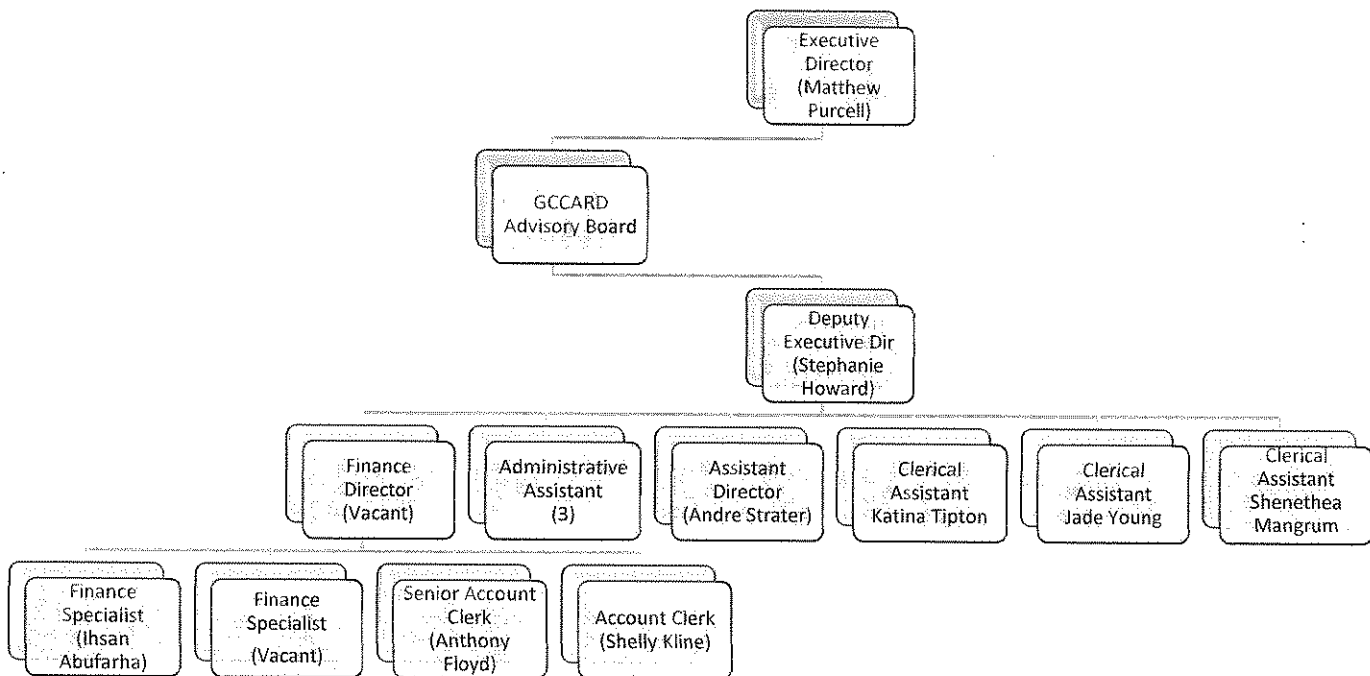 Executive
Director
(Matthew
Purcell)
GCCARD
Advisory Board
Deputy
Executive Dir
(Stephanie
Howard)
Finance
Director
(Vacant)
Administrative
Assistant
(3)
Assistant
Director
(Andre Strater)
Clerical
Assistant
Katina Tipton
Clerical
Assistant
Jade Young
Clerical
Assistant
Shenethea
Mangrum
Finance
Specialist
(Ihsan
Abufarha)
Finance
Specialist
(Vacant)
Senior Account
Clerk
(Anthony
Floyd)
Account Clerk
(Shelly Kline)